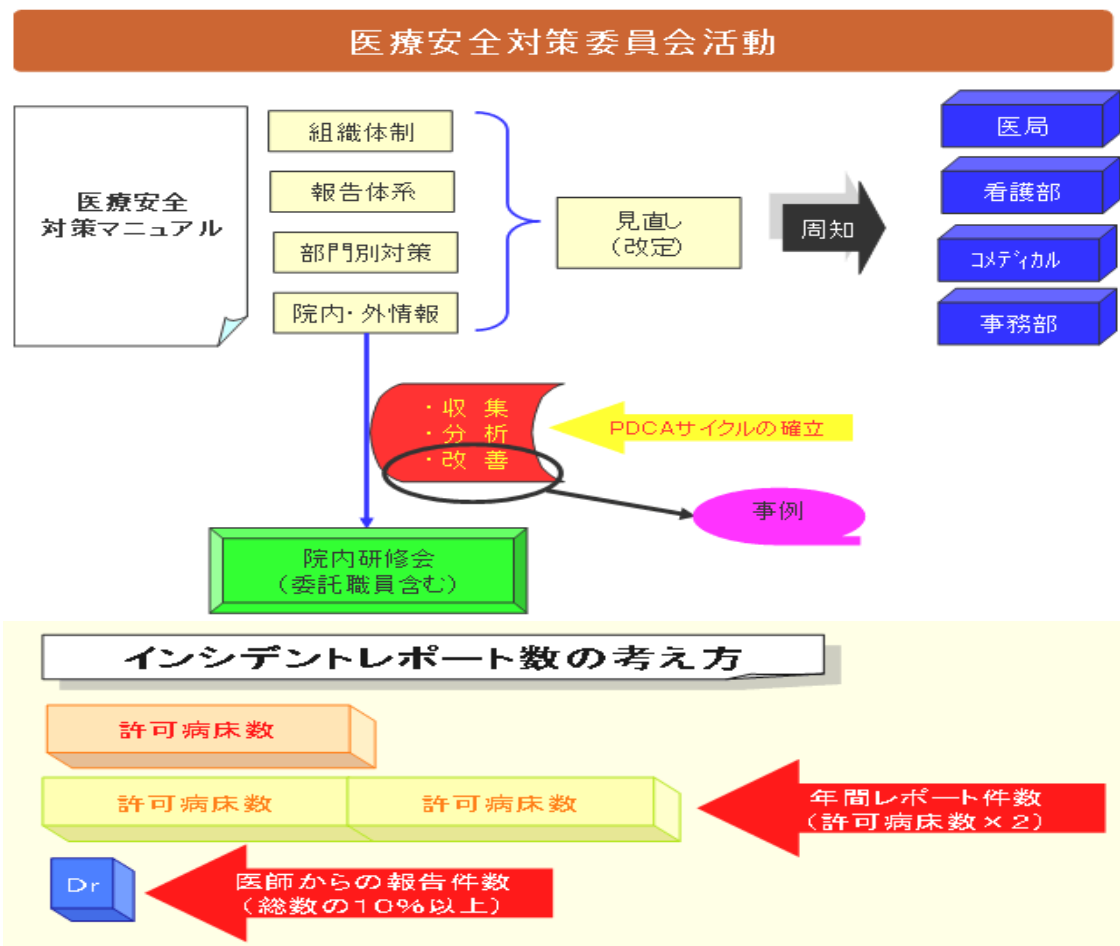 医療安全対策委員会活動
医療安全
対策マニュアル
組織体制
報告体系
部門別対策
院内・外情報
見直し
(改定)
周知
医局
看護部
コメディカル
事務部
・収 集
・分 析
・改 善
PDCAサイクルの確立
事例
院内研修会
(委託職員含む)
インシデントレポート数の考え方
許可病床数
許可病床数
許可病床数
年間レポート件数
(許可病床数×2)
Dr
医師からの報告件数
(総数の10%以上)